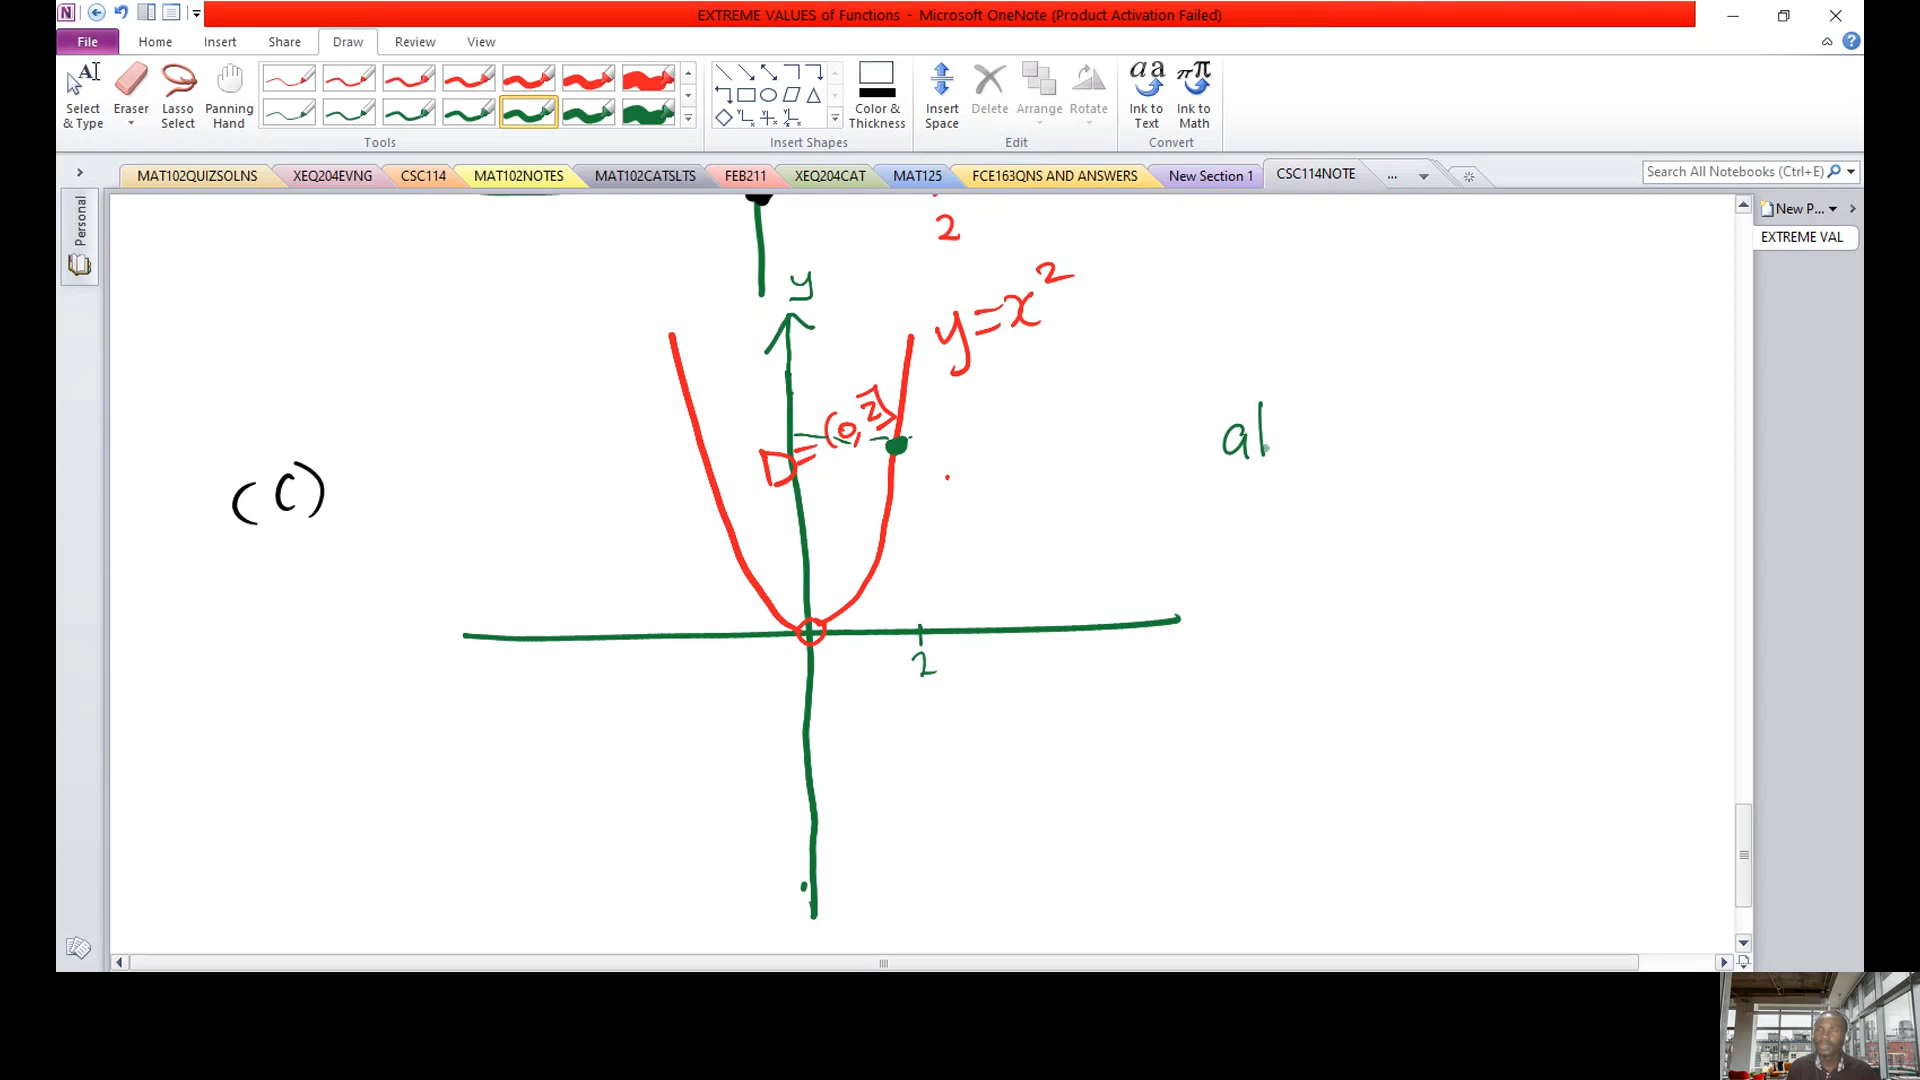 EXTREME VALUES of Functions - Microsoft OneNote (Product Activation Failed)
File Home Insert Share Draw Review View
Select & Type
Eraser
Lasso Select
Panning Hand
Color & Thickness
Insert Space
Delete
Arrange
Rotate
Ink to Text
Ink to Math
Tools
Insert Shapes
Edit
Convert
MAT102QUIZSOLNS XEQ204EVNG CSC114 MAT102NOTES MAT102CATSLTS FEB211 XEQ204CAT MAT125 FCE163QNS AND ANSWERS New Section 1 CSC114NOTE ...
Search All Notebooks (Ctrl+E)
Personal
New P...
EXTREME VAL
2
y
y=x²
D=(0,2]
al
(C)
2